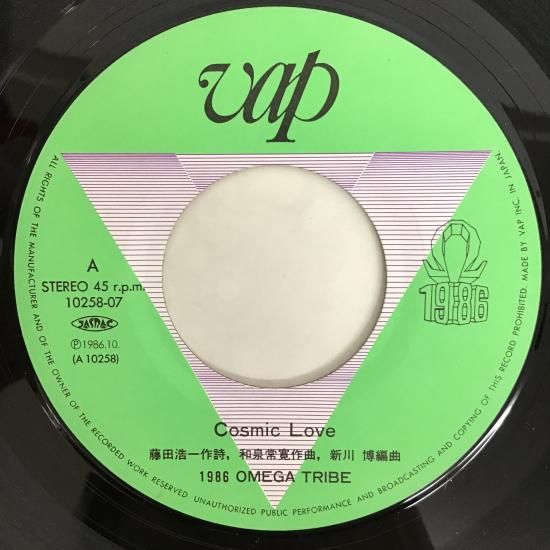 vap
A
STEREO 45 r.p.m.
10258-07
JASRAC
Ⓟ1986.10.
(A 10258)
1986
Cosmic Love
藤田浩一作詩，和泉常寛作曲，新川 博編曲
1986 OMEGA TRIBE
ALL RIGHTS OF THE MANUFACTURER AND OF THE OWNER OF THE RECORDED WORK RESERVED UNAUTHORIZED PUBLIC PERFORMANCE AND BROADCASTING AND COPYING OF THIS RECORD PROHIBITED. MADE BY VAP INC. IN JAPAN.